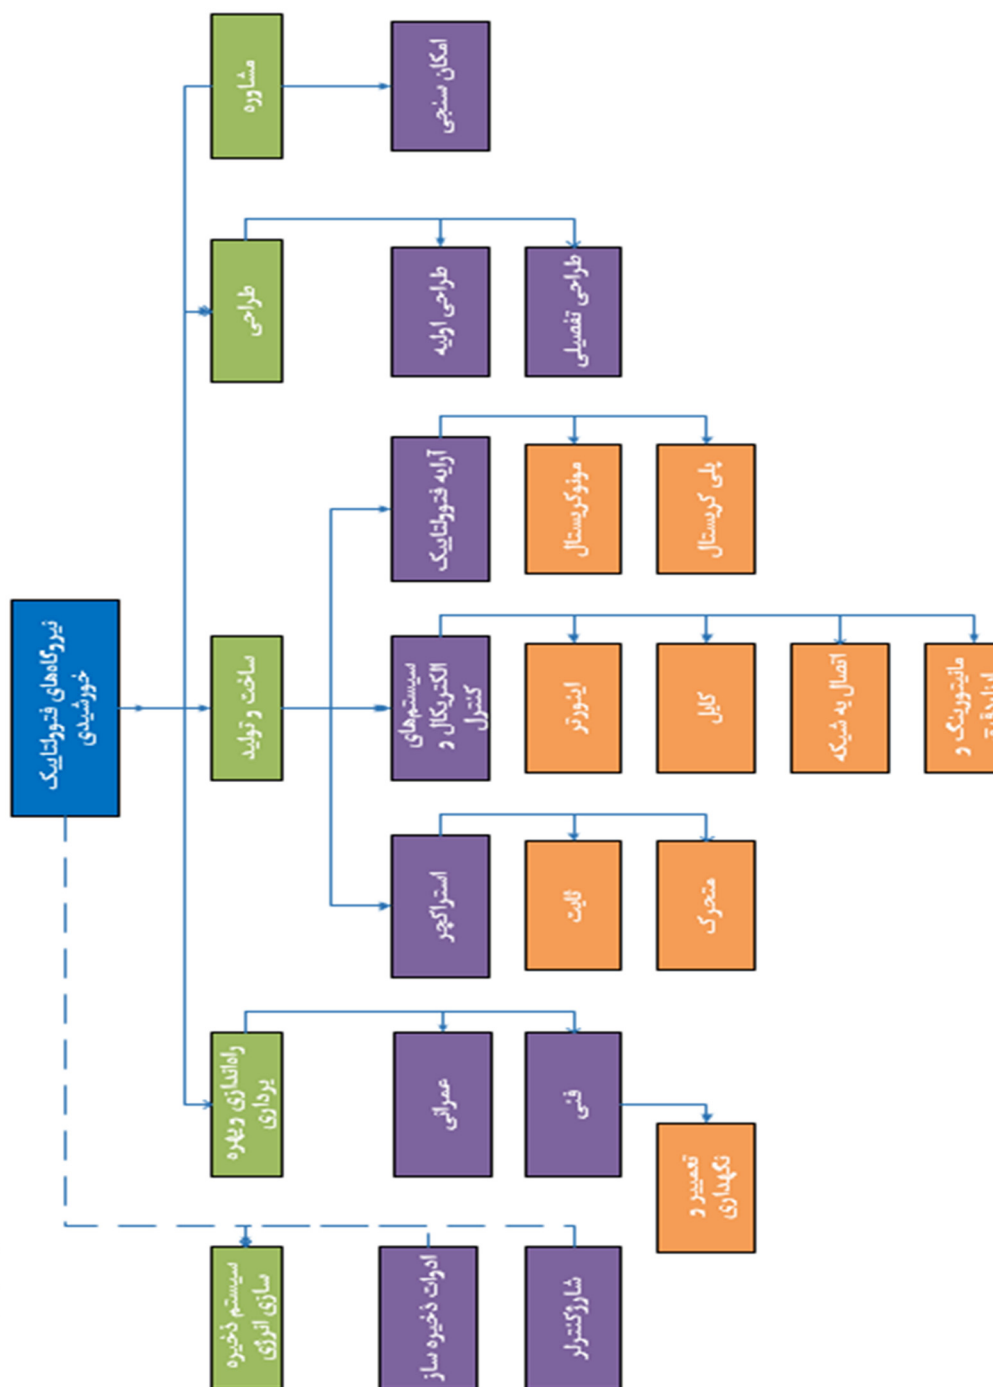 نیروگاه‌های فتوولتاییک
خورشیدی
مشاوره
امکان سنجی
طراحی
طراحی اولیه
طراحی تفصیلی
ساخت و تولید
آرایه فتوولتاییک
مونوکریستال
پلی کریستال
سیستم‌های
الکتریکال و
کنترل
اینورتر
کابل
اتصال به شبکه
مانیتورینگ و
استراکچر
ثابت
متحرک
راه‌اندازی و بهره
برداری
عمرانی
فنی
تعمییر و
نگهداری
سیستم ذخیره
سازی انرژی
ادوات ذخیره ساز
شارژکنترلر